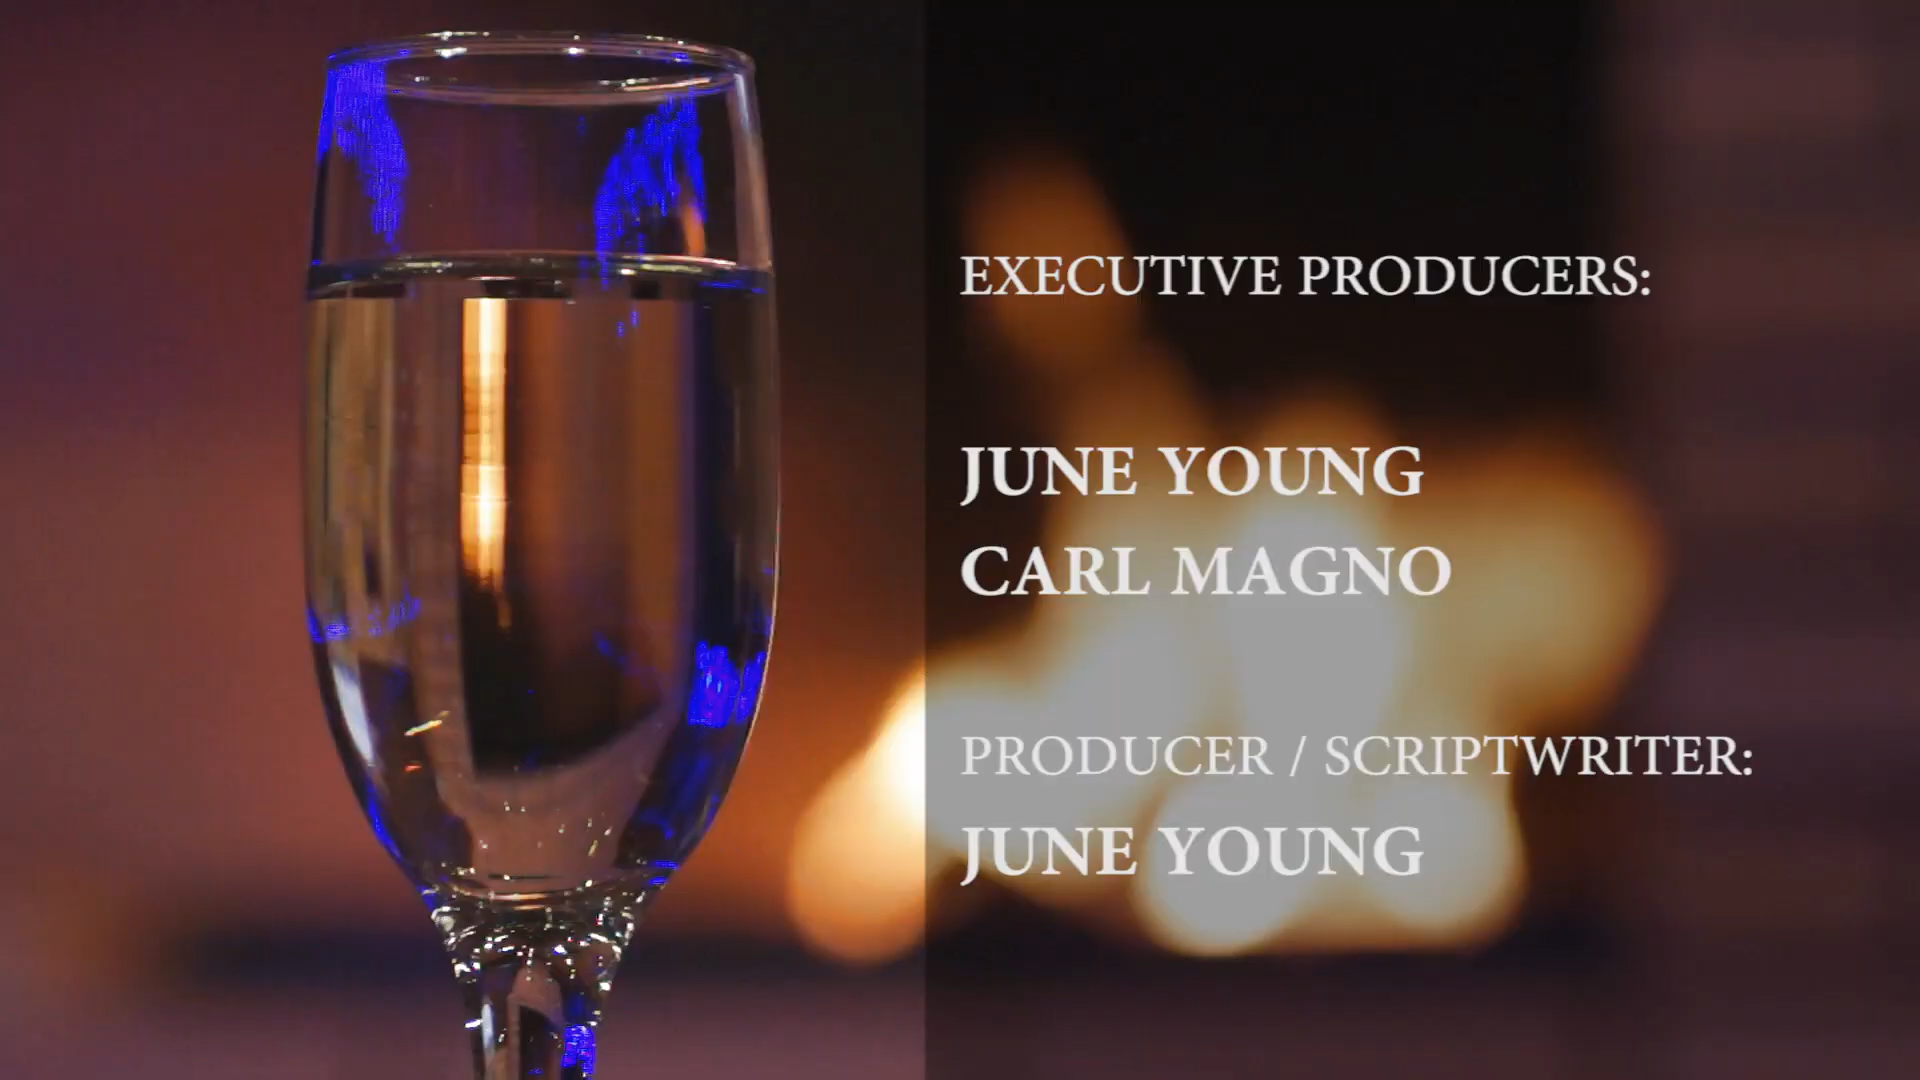 EXECUTIVE PRODUCERS:
JUNE YOUNG
CARL MAGNO
PRODUCER / SCRIPTWRITER:
JUNE YOUNG